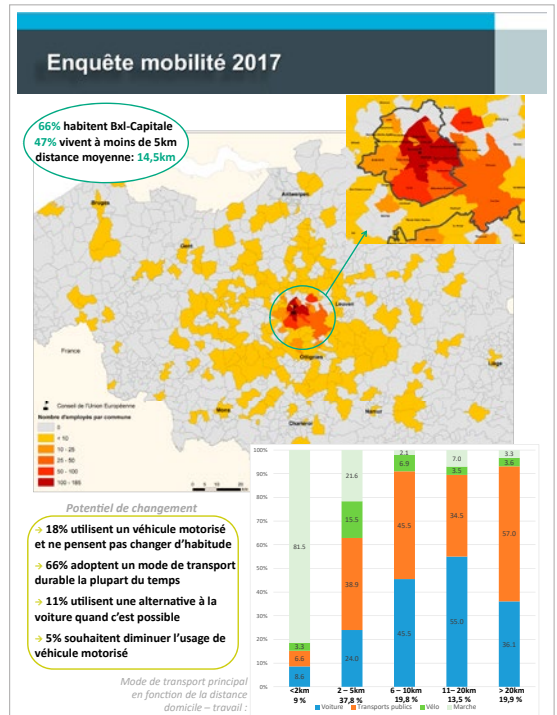 Enquête mobilité 2017
66% habitent Bxl-Capitale
47% vivent à moins de 5km
distance moyenne: 14,5km
Bruges
Antwerpen
Gent
Leuven
France
Ottignies
Liège
Mons
Namur
Charleroi
Conseil de l'Union Européenne
Nombre d'employés par commune
0
< 10
10 - 25
25 - 50
50 - 100
100 - 165
Potentiel de changement
→ 18% utilisent un véhicule motorisé
et ne pensent pas changer d'habitude
→ 66% adoptent un mode de transport
durable la plupart du temps
→ 11% utilisent une alternative à la
voiture quand c'est possible
→ 5% souhaitent diminuer l'usage de
véhicule motorisé
Mode de transport principal
en fonction de la distance
domicile – travail :
100%
90%
80%
70%
60%
50%
40%
30%
20%
10%
0%
81.5
3.3
6.6
8.6
21.6
15.5
38.9
24.0
2.1
6.9
45.5
45.5
7.0
3.5
34.5
55.0
3.3
3.6
57.0
36.1
<2km 2 – 5km 6 – 10km 11– 20km > 20km
9 % 37,8 % 19,8 % 13,5 % 19,9 %
Voiture Transports publics Vélo Marche